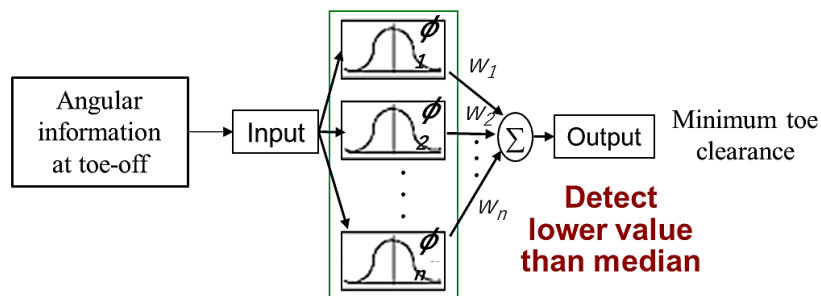 Angular
information
at toe-off
Input
ϕ
1
w1
ϕ
2
w2
ϕ
n
wn
Σ
Output
Minimum toe
clearance
Detect
lower value
than median